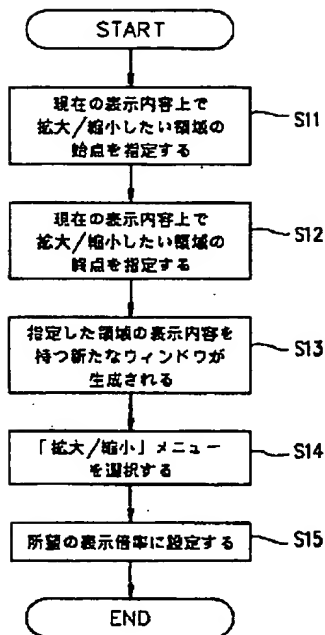 START
現在の表示内容上で
拡大/縮小したい領域の
始点を指定する
S11
現在の表示内容上で
拡大/縮小したい領域の
終点を指定する
S12
指定した領域の表示内容を
持つ新たなウィンドウが
生成される
S13
「拡大/縮小」メニュー
を選択する
S14
所望の表示倍率に設定する
S15
END